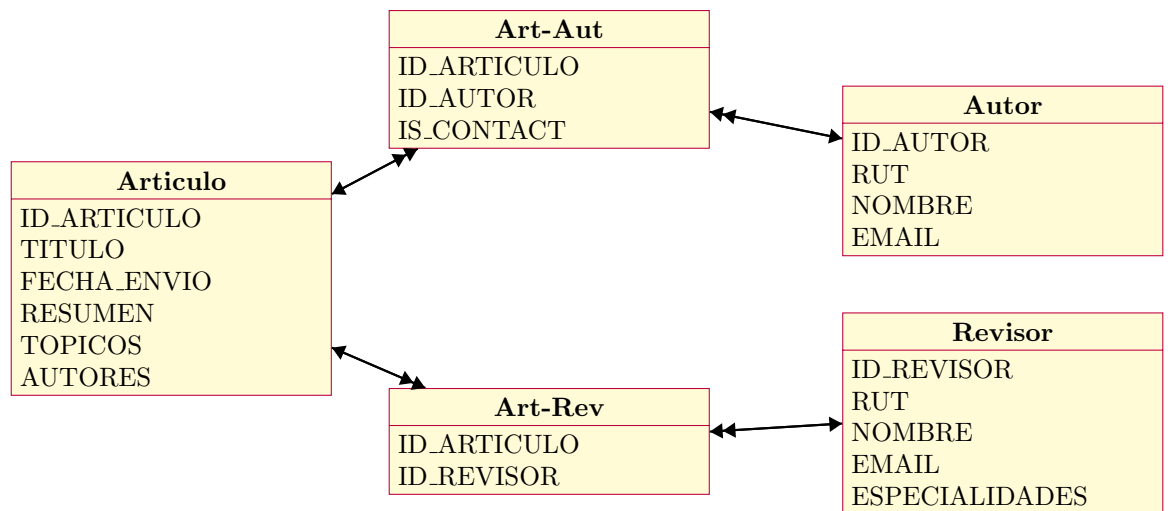 Art-Aut
ID_ARTICULO
ID_AUTOR
IS_CONTACT
Autor
ID_AUTOR
RUT
NOMBRE
EMAIL
Articulo
ID_ARTICULO
TITULO
FECHA_ENVIO
RESUMEN
TOPICOS
AUTORES
Revisor
ID_REVISOR
RUT
NOMBRE
EMAIL
ESPECIALIDADES
Art-Rev
ID_ARTICULO
ID_REVISOR